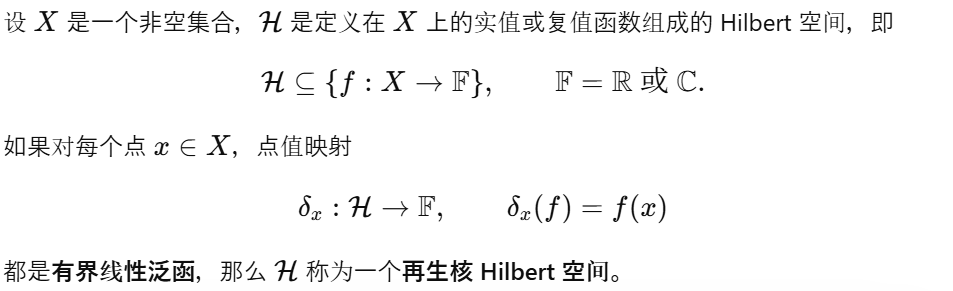 设 X 是一个非空集合，ℋ 是定义在 X 上的实值或复值函数组成的 Hilbert 空间，即
ℋ ⊆ {f : X → 𝔽},  𝔽 = ℝ 或 ℂ.
如果对每个点 x ∈ X，点值映射
δₓ : ℋ → 𝔽,  δₓ(f) = f(x)
都是有界线性泛函，那么 ℋ 称为一个再生核 Hilbert 空间。